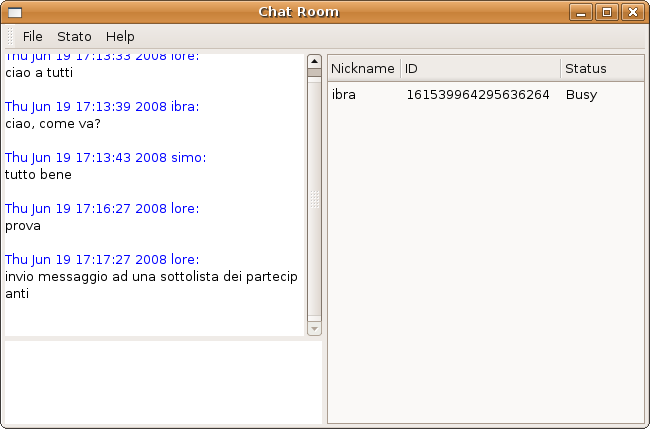 Chat Room
File Stato Help
Thu Jun 19 17:13:33 2008 lore:
ciao a tutti
Thu Jun 19 17:13:39 2008 ibra:
ciao, come va?
Thu Jun 19 17:13:43 2008 simo:
tutto bene
Thu Jun 19 17:16:27 2008 lore:
prova
Thu Jun 19 17:17:27 2008 lore:
invio messaggio ad una sottolista dei partecip
anti
Nickname ID Status
ibra 161539964295636264 Busy